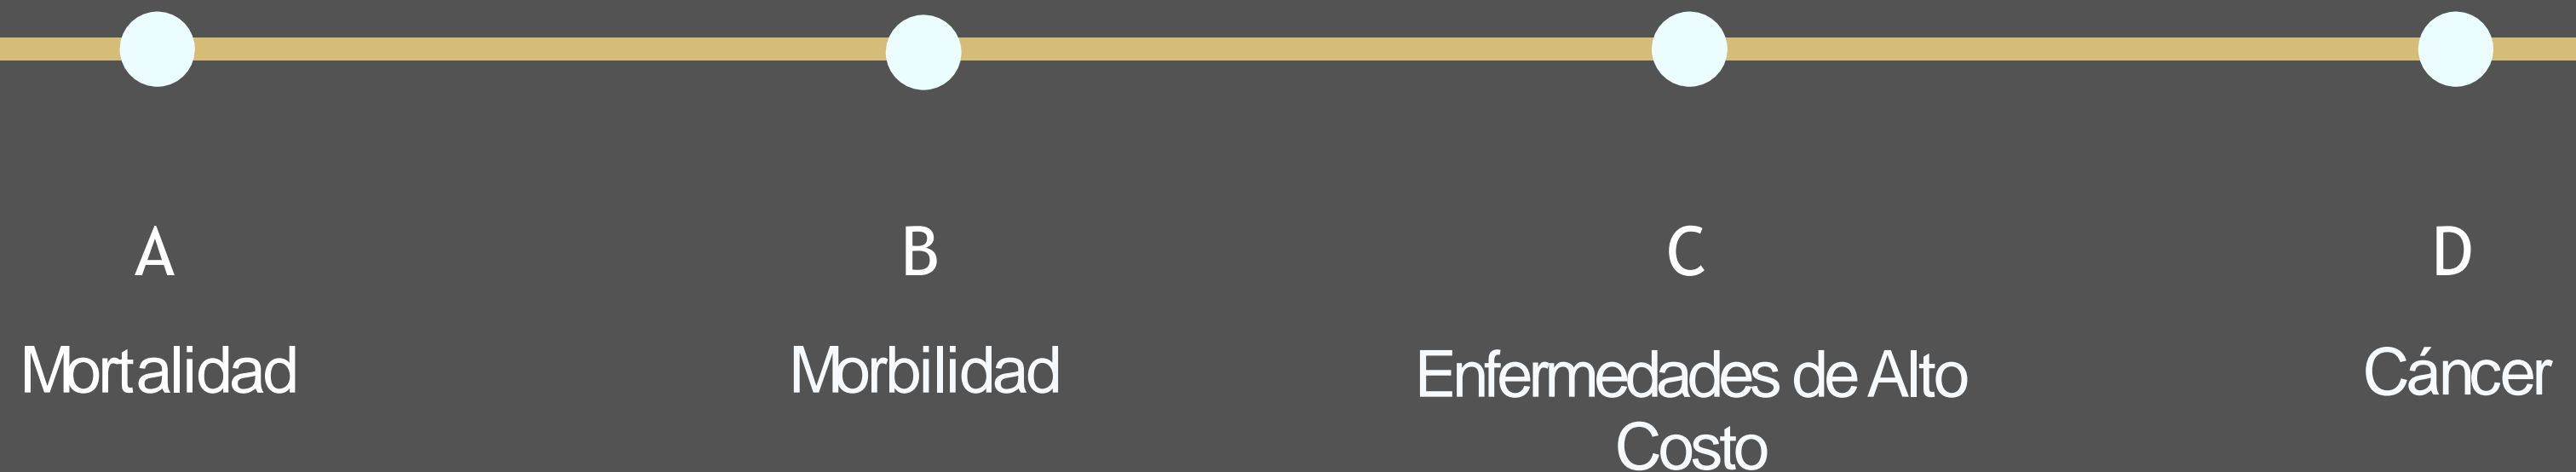 A
Mortalidad
B
Morbilidad
C
Enfermedades de Alto
Costo
D
Cáncer